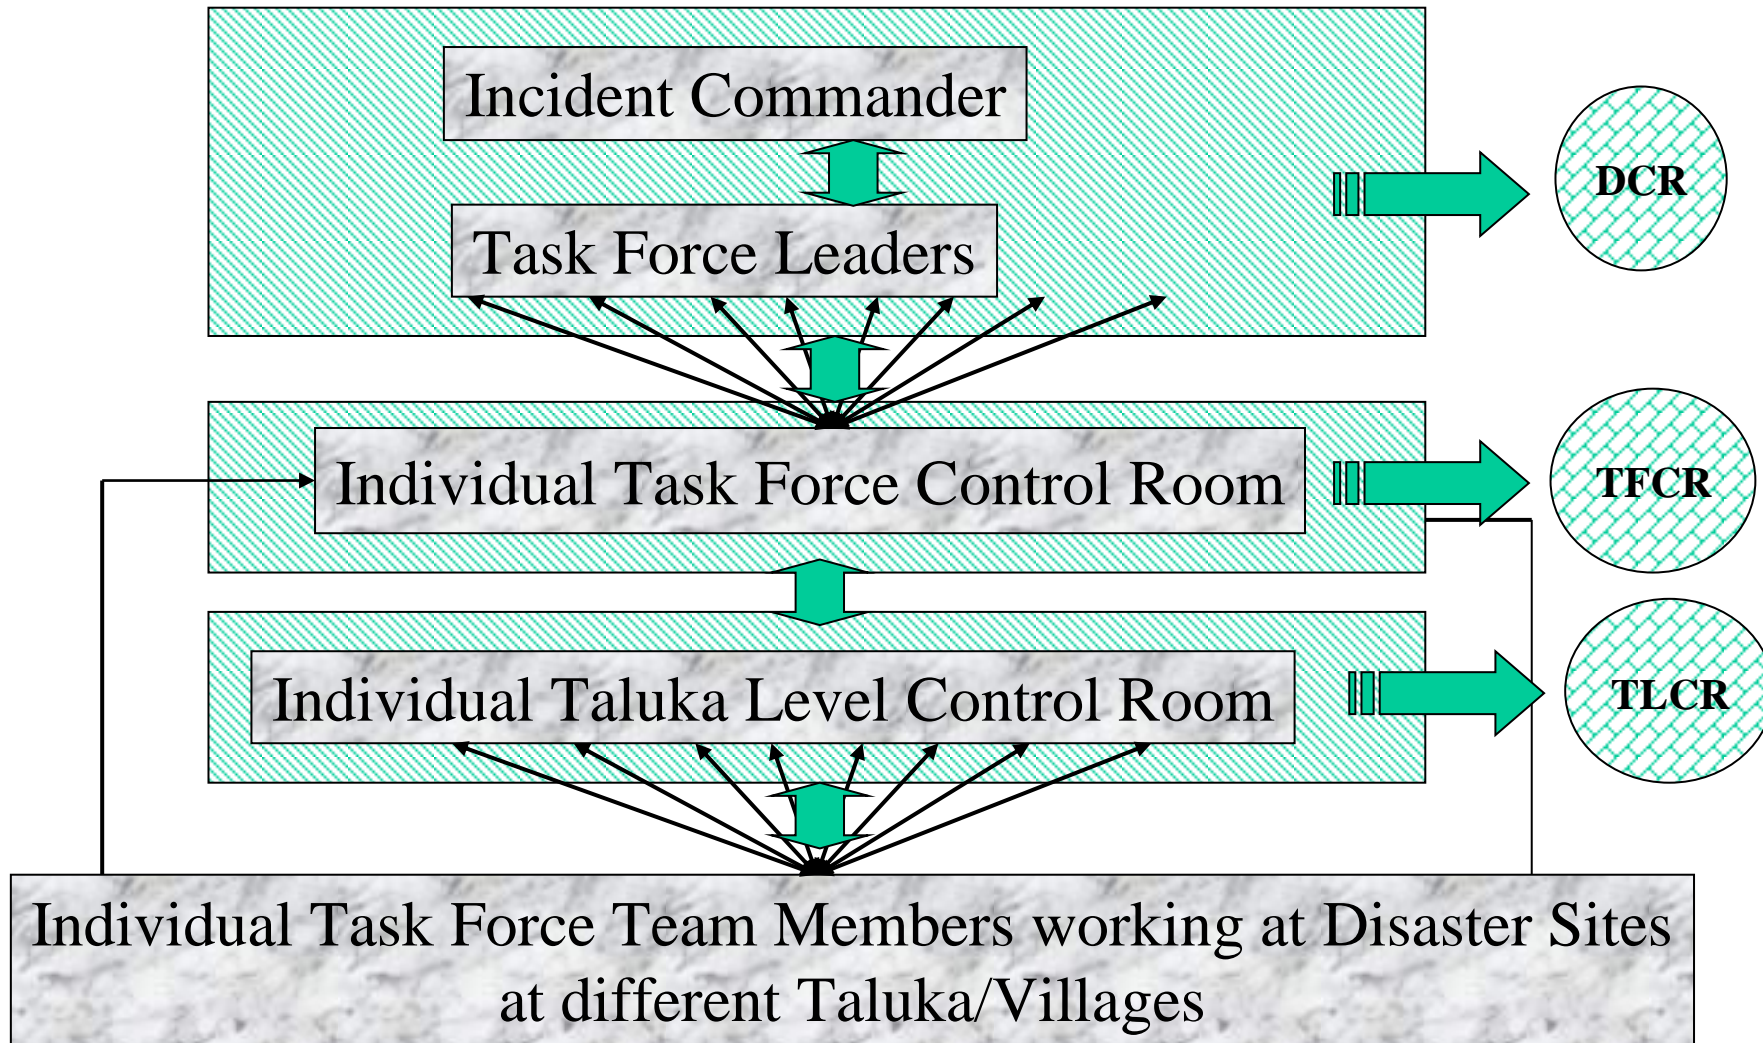 Incident Commander
DCR
Task Force Leaders
Individual Task Force Control Room
TFCR
Individual Taluka Level Control Room
TLCR
Individual Task Force Team Members working at Disaster Sites
at different Taluka/Villages